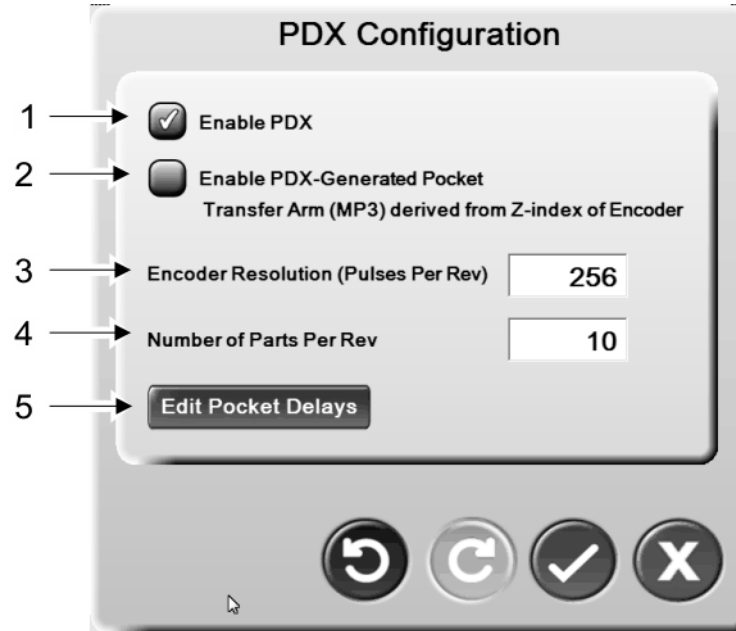 PDX Configuration
1 Enable PDX
2 Enable PDX-Generated Pocket
Transfer Arm (MP3) derived from Z-index of Encoder
3 Encoder Resolution (Pulses Per Rev) 256
4 Number of Parts Per Rev 10
5 Edit Pocket Delays